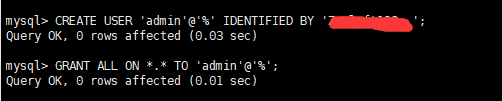 mysql> CREATE USER 'admin'@'%' IDENTIFIED BY ' ';
Query OK, 0 rows affected (0.03 sec)
mysql> GRANT ALL ON *.* TO 'admin'@'%';
Query OK, 0 rows affected (0.01 sec)